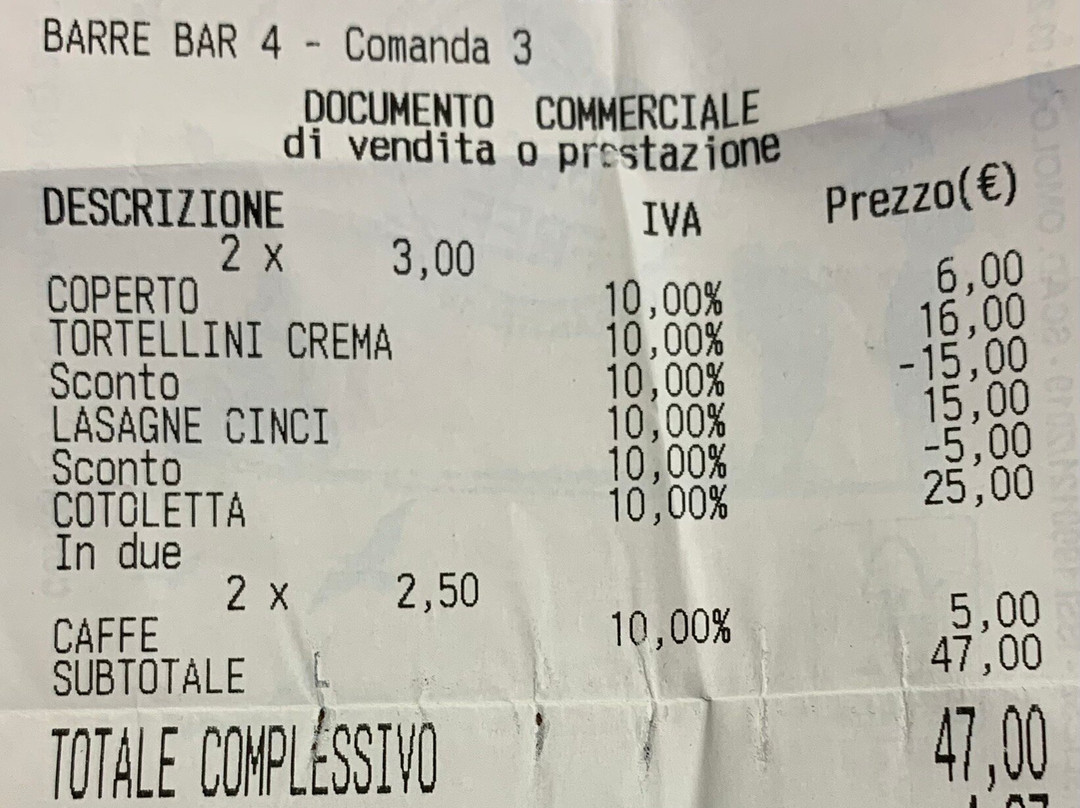 BARRE BAR 4 - Comanda 3
DOCUMENTO COMMERCIALE
di vendita o prestazione
DESCRIZIONE IVA Prezzo(€)
2 x 3,00
COPERTO 10,00% 6,00
TORTELLINI CREMA 10,00% 16,00
Sconto 10,00% -15,00
LASAGNE CINCI 10,00% 15,00
Sconto 10,00% -5,00
COTOLETTA 10,00% 25,00
In due
2 x 2,50
CAFFE 10,00% 5,00
SUBTOTALE 47,00
TOTALE COMPLESSIVO 47,00